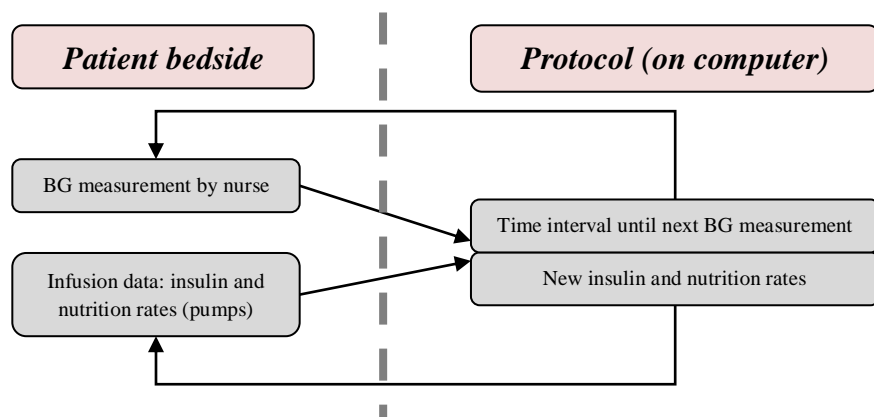 Patient bedside
Protocol (on computer)
BG measurement by nurse
Time interval until next BG measurement
Infusion data: insulin and
nutrition rates (pumps)
New insulin and nutrition rates